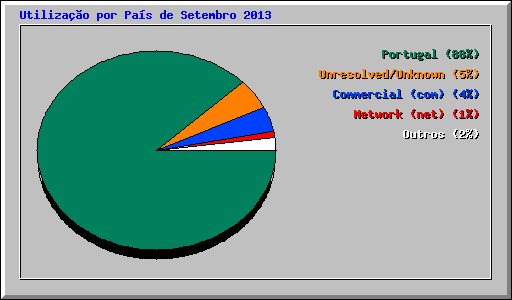 Utilização por País de Setembro 2013
Portugal (88%)
Unresolved/Unknown (5%)
Commercial (com) (4%)
Network (net) (1%)
Outros (2%)